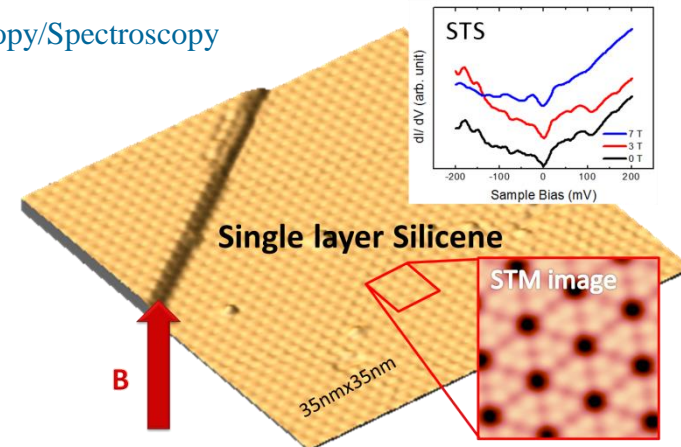 opy/Spectroscopy
STS
dI/ dV (arb. unit)
7 T
3 T
0 T
-200 -100 0 100 200
Sample Bias (mV)
Single layer Silicene
STM image
B
35nmx35nm